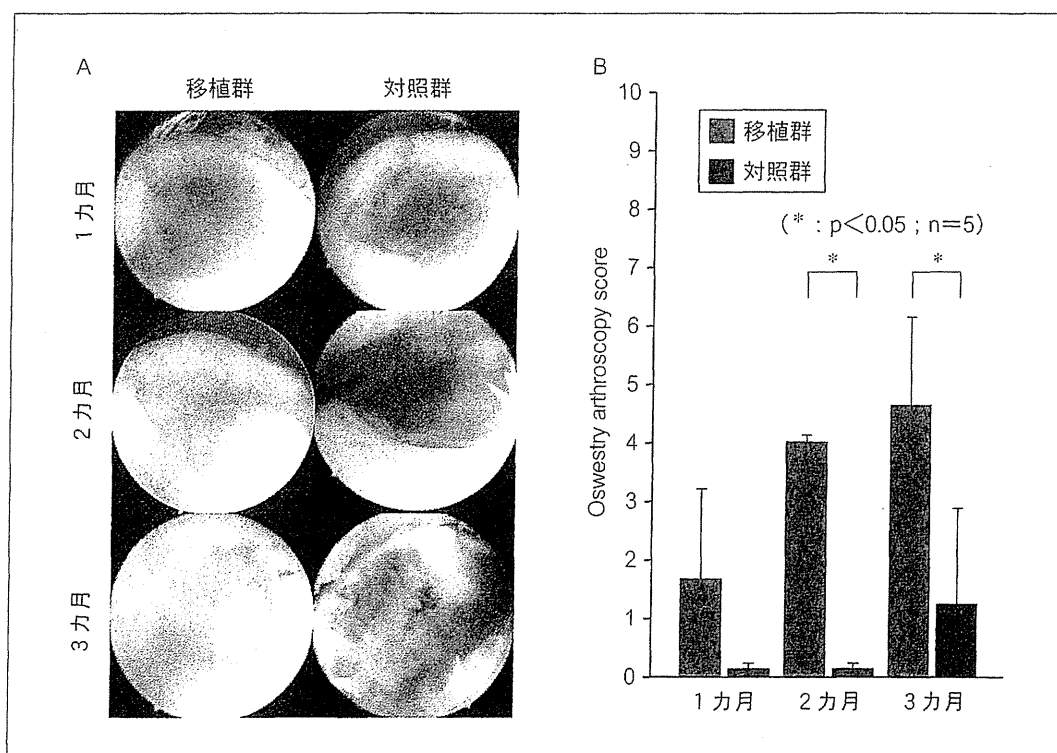 A
移植群 対照群
1カ月
2カ月
3カ月
B
Oswestry arthroscopy score
10
9
8
7
6
5
4
3
2
1
0
移植群
対照群
(* : p<0.05 ; n=5)
* *
1カ月 2カ月 3カ月